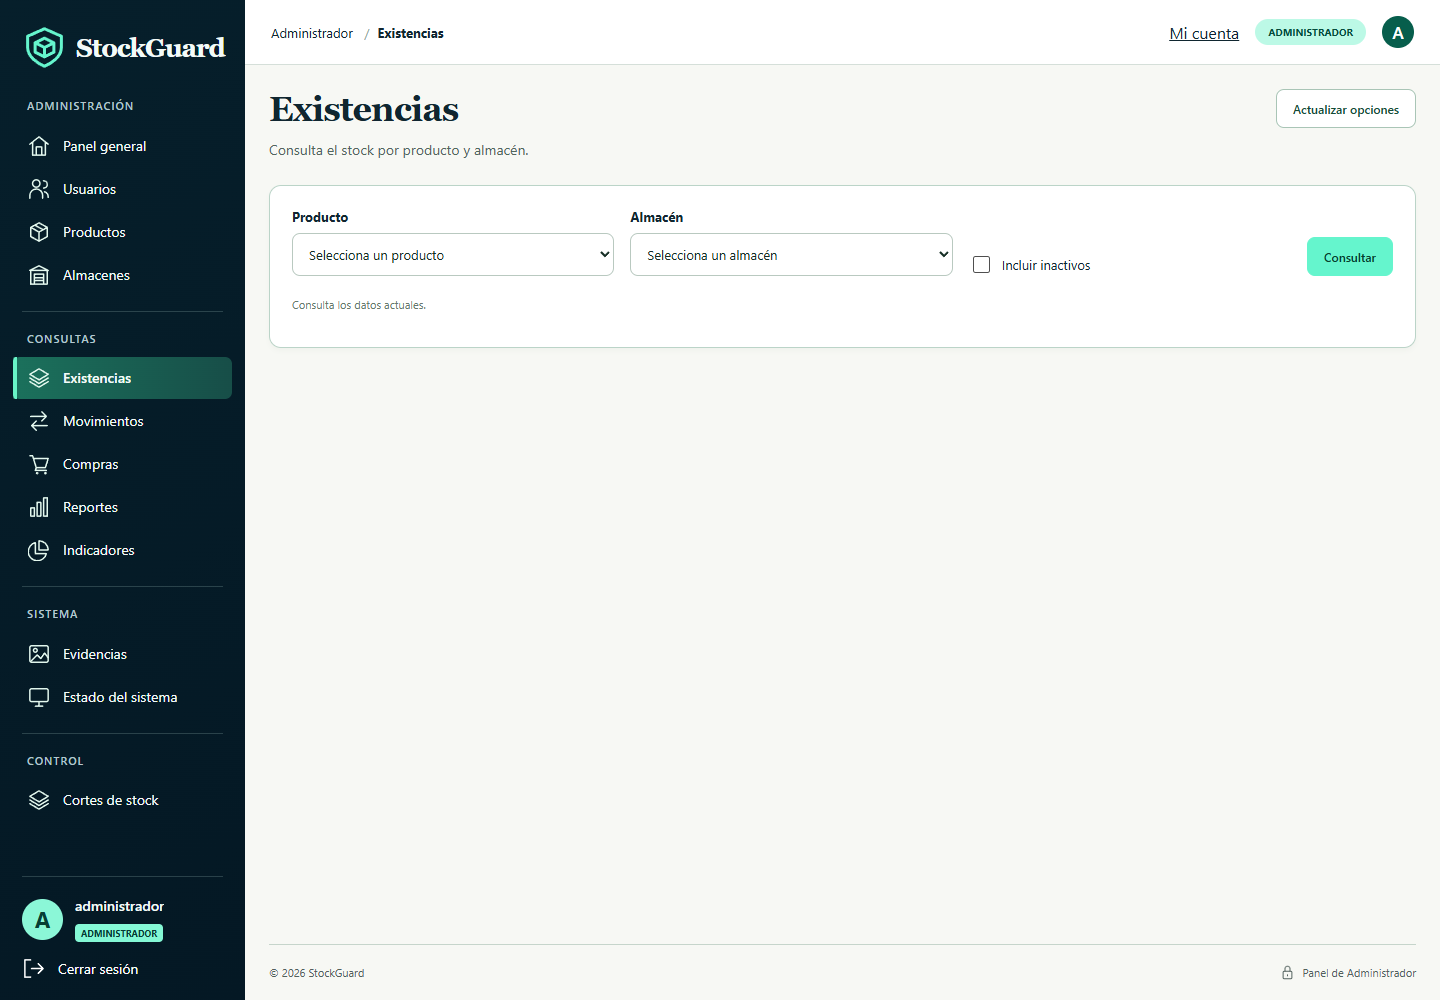 StockGuard
ADMINISTRACIÓN
Panel general
Usuarios
Productos
Almacenes
CONSULTAS
Existencias
Movimientos
Compras
Reportes
Indicadores
SISTEMA
Evidencias
Estado del sistema
CONTROL
Cortes de stock
A
administrador
ADMINISTRADOR
Cerrar sesión
Administrador / Existencias
Mi cuenta
ADMINISTRADOR
A
Existencias
Actualizar opciones
Consulta el stock por producto y almacén.
Producto
Almacén
Selecciona un producto
Selecciona un almacén
Incluir inactivos
Consultar
Consulta los datos actuales.
© 2026 StockGuard
Panel de Administrador